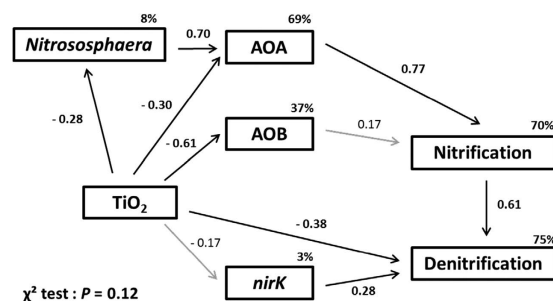 8%
69%
Nitrososphaera
0.70
AOA
- 0.30
0.77
- 0.28
37%
- 0.61
AOB
0.17
70%
Nitrification
TiO₂
- 0.38
0.61
- 0.17
75%
3%
Denitrification
nirK
0.28
χ² test : P = 0.12